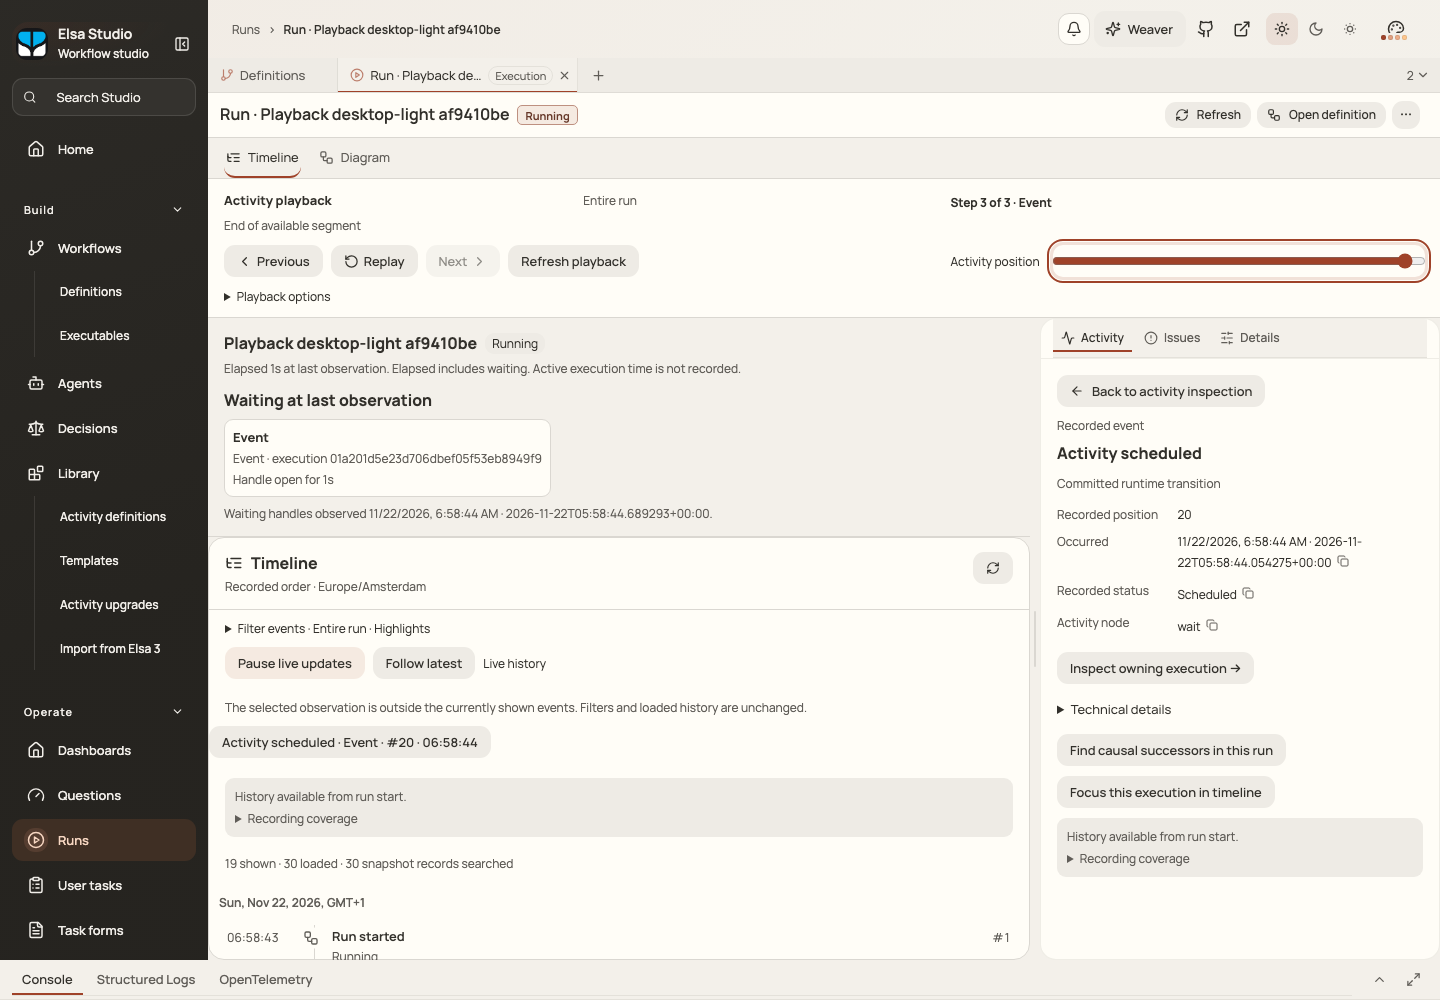 Elsa Studio
Workflow studio
Search Studio
Home
Build
Workflows
Definitions
Executables
Agents
Decisions
Library
Activity definitions
Templates
Activity upgrades
Import from Elsa 3
Operate
Dashboards
Questions
Runs
User tasks
Task forms
Runs › Run · Playback desktop-light af9410be
Weaver
Definitions
Run · Playback de... Execution
2
Run · Playback desktop-light af9410be Running
Refresh
Open definition
Timeline
Diagram
Activity playback
Entire run
Step 3 of 3 · Event
End of available segment
Previous
Replay
Next
Refresh playback
Activity position
Playback options
Playback desktop-light af9410be Running
Elapsed 1s at last observation. Elapsed includes waiting. Active execution time is not recorded.
Waiting at last observation
Event
Event · execution 01a201d5e23d706dbef05f53eb8949f9
Handle open for 1s
Waiting handles observed 11/22/2026, 6:58:44 AM · 2026-11-22T05:58:44.689293+00:00.
Timeline
Recorded order · Europe/Amsterdam
Filter events · Entire run · Highlights
Pause live updates
Follow latest
Live history
The selected observation is outside the currently shown events. Filters and loaded history are unchanged.
Activity scheduled · Event · #20 · 06:58:44
History available from run start.
Recording coverage
19 shown · 30 loaded · 30 snapshot records searched
Sun, Nov 22, 2026, GMT+1
06:58:43
Run started
#1
Running
Activity
Issues
Details
Back to activity inspection
Recorded event
Activity scheduled
Committed runtime transition
Recorded position 20
Occurred 11/22/2026, 6:58:44 AM · 2026-11-
22T05:58:44.054275+00:00
Recorded status Scheduled
Activity node wait
Inspect owning execution →
Technical details
Find causal successors in this run
Focus this execution in timeline
History available from run start.
Recording coverage
Console
Structured Logs
OpenTelemetry